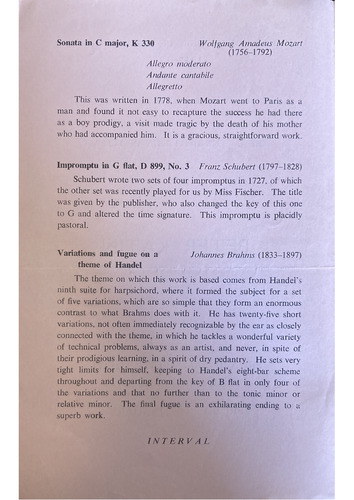 Sonata in C major, K 330 Wolfgang Amadeus Mozart
(1756–1792)
Allegro moderato
Andante cantabile
Allegretto
This was written in 1778, when Mozart went to Paris as a
man and found it not easy to recapture the success he had there
as a boy prodigy, a visit made tragic by the death of his mother
who had accompanied him. It is a gracious, straightforward work.
Impromptu in G flat, D 899, No. 3 Franz Schubert (1797–1828)
Schubert wrote two sets of four impromptus in 1727, of which
the other set was recently played for us by Miss Fischer. The title
was given by the publisher, who also changed the key of this one
to G and altered the time signature. This impromptu is placidly
pastoral.
Variations and fugue on a Johannes Brahms (1833–1897)
theme of Handel
The theme on which this work is based comes from Handel's
ninth suite for harpsichord, where it formed the subject for a set
of five variations, which are so simple that they form an enormous
contrast to what Brahms does with it. He has twenty-five short
variations, not often immediately recognizable by the ear as closely
connected with the theme, in which he tackles a wonderful variety
of technical problems, always as an artist, and never, in spite of
their prodigious learning, in a spirit of dry pedantry. He sets very
tight limits for himself, keeping to Handel's eight-bar scheme
throughout and departing from the key of B flat in only four of
the variations and that no further than to the tonic minor or
relative minor. The final fugue is an exhilarating ending to a
superb work.
INTERVAL